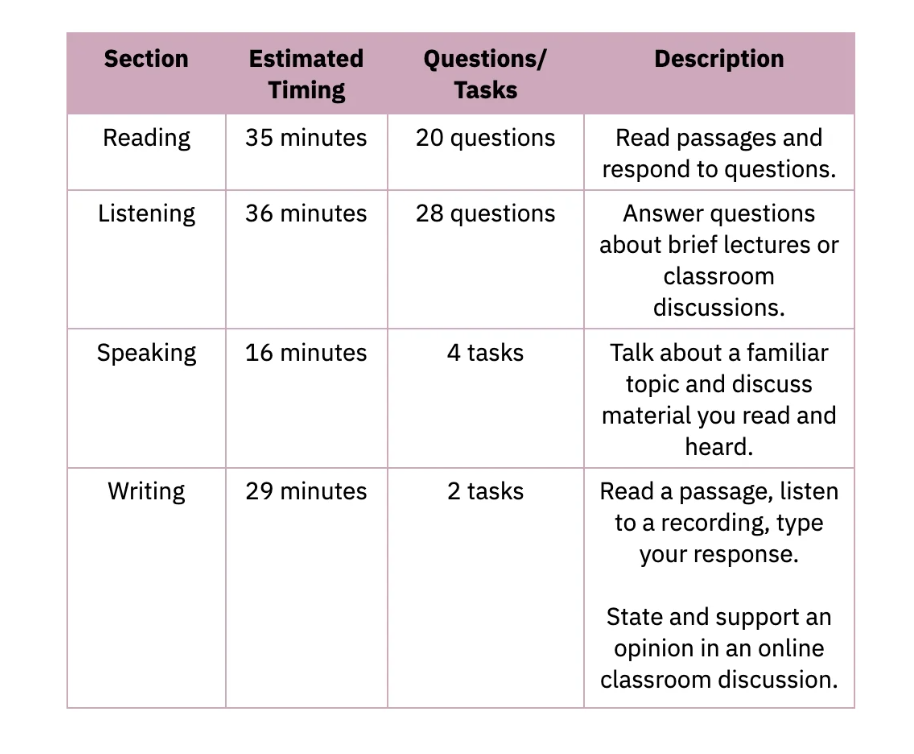 Section
Estimated
Timing
Questions/
Tasks
Description
Reading
35 minutes
20 questions
Read passages and
respond to questions.
Listening
36 minutes
28 questions
Answer questions
about brief lectures or
classroom
discussions.
Speaking
16 minutes
4 tasks
Talk about a familiar
topic and discuss
material you read and
heard.
Writing
29 minutes
2 tasks
Read a passage, listen
to a recording, type
your response.
State and support an
opinion in an online
classroom discussion.